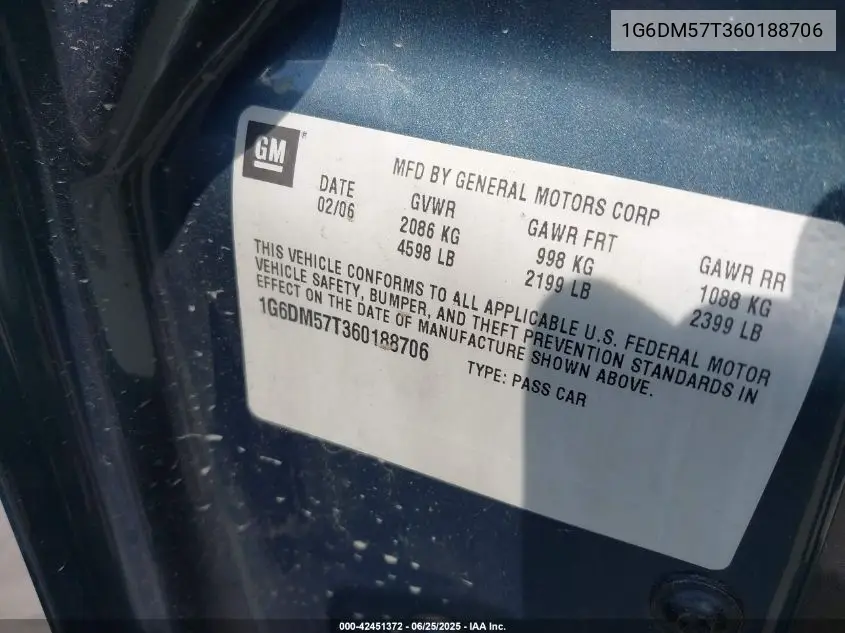 1G6DM57T360188706
GM
MFD BY GENERAL MOTORS CORP
DATE GVWR GAWR FRT GAWR RR
02/06 2086 KG 998 KG 1088 KG
4598 LB 2199 LB 2399 LB
THIS VEHICLE CONFORMS TO ALL APPLICABLE U.S. FEDERAL MOTOR
VEHICLE SAFETY, BUMPER, AND THEFT PREVENTION STANDARDS IN
EFFECT ON THE DATE OF MANUFACTURE SHOWN ABOVE.
1G6DM57T360188706 TYPE: PASS CAR
000-42451372 - 06/25/2025 - IAA Inc.